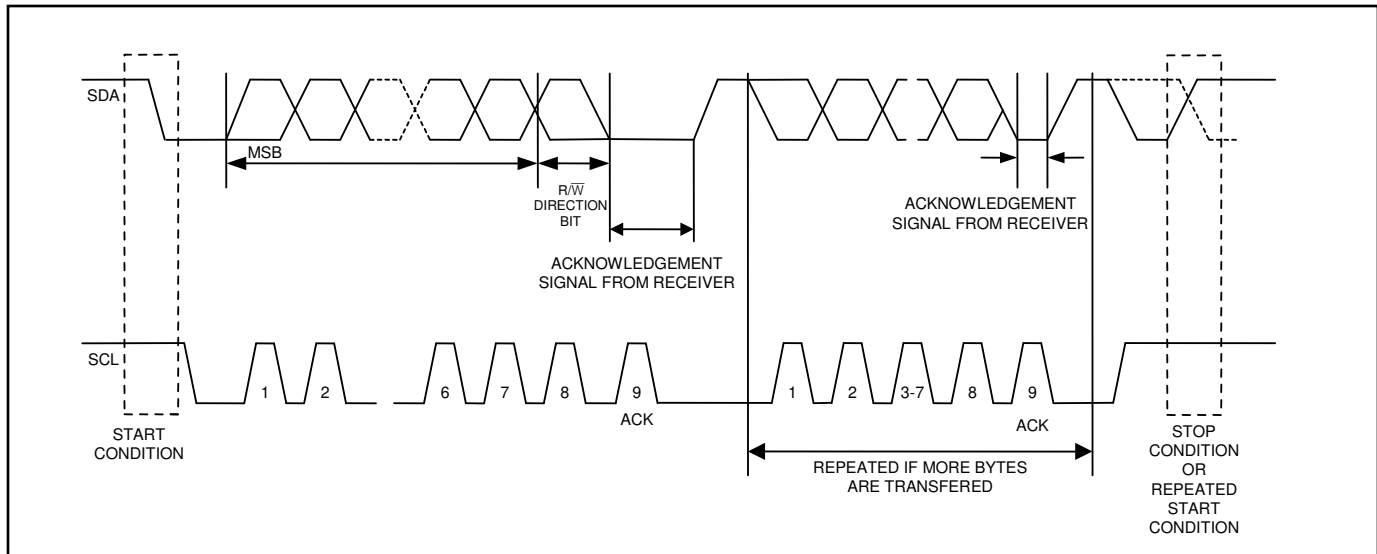 SDA
MSB
R/W̅
DIRECTION
BIT
ACKNOWLEDGEMENT
SIGNAL FROM RECEIVER
ACKNOWLEDGEMENT
SIGNAL FROM RECEIVER
SCL
1
2
6
7
8
9
1
2
3-7
8
9
ACK
ACK
START
CONDITION
REPEATED IF MORE BYTES
ARE TRANSFERED
STOP
CONDITION
OR
REPEATED
START
CONDITION